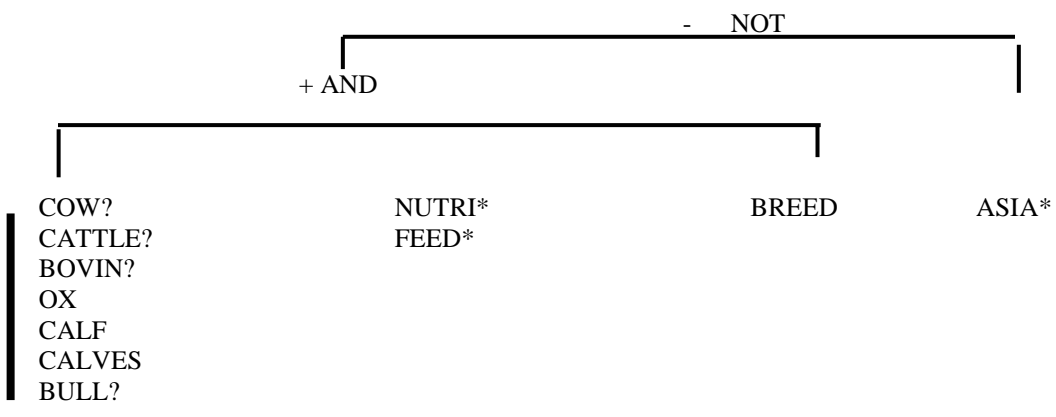 - NOT
+ AND
COW? NUTRI* BREED ASIA*
CATTLE? FEED*
BOVIN?
OX
CALF
CALVES
BULL?